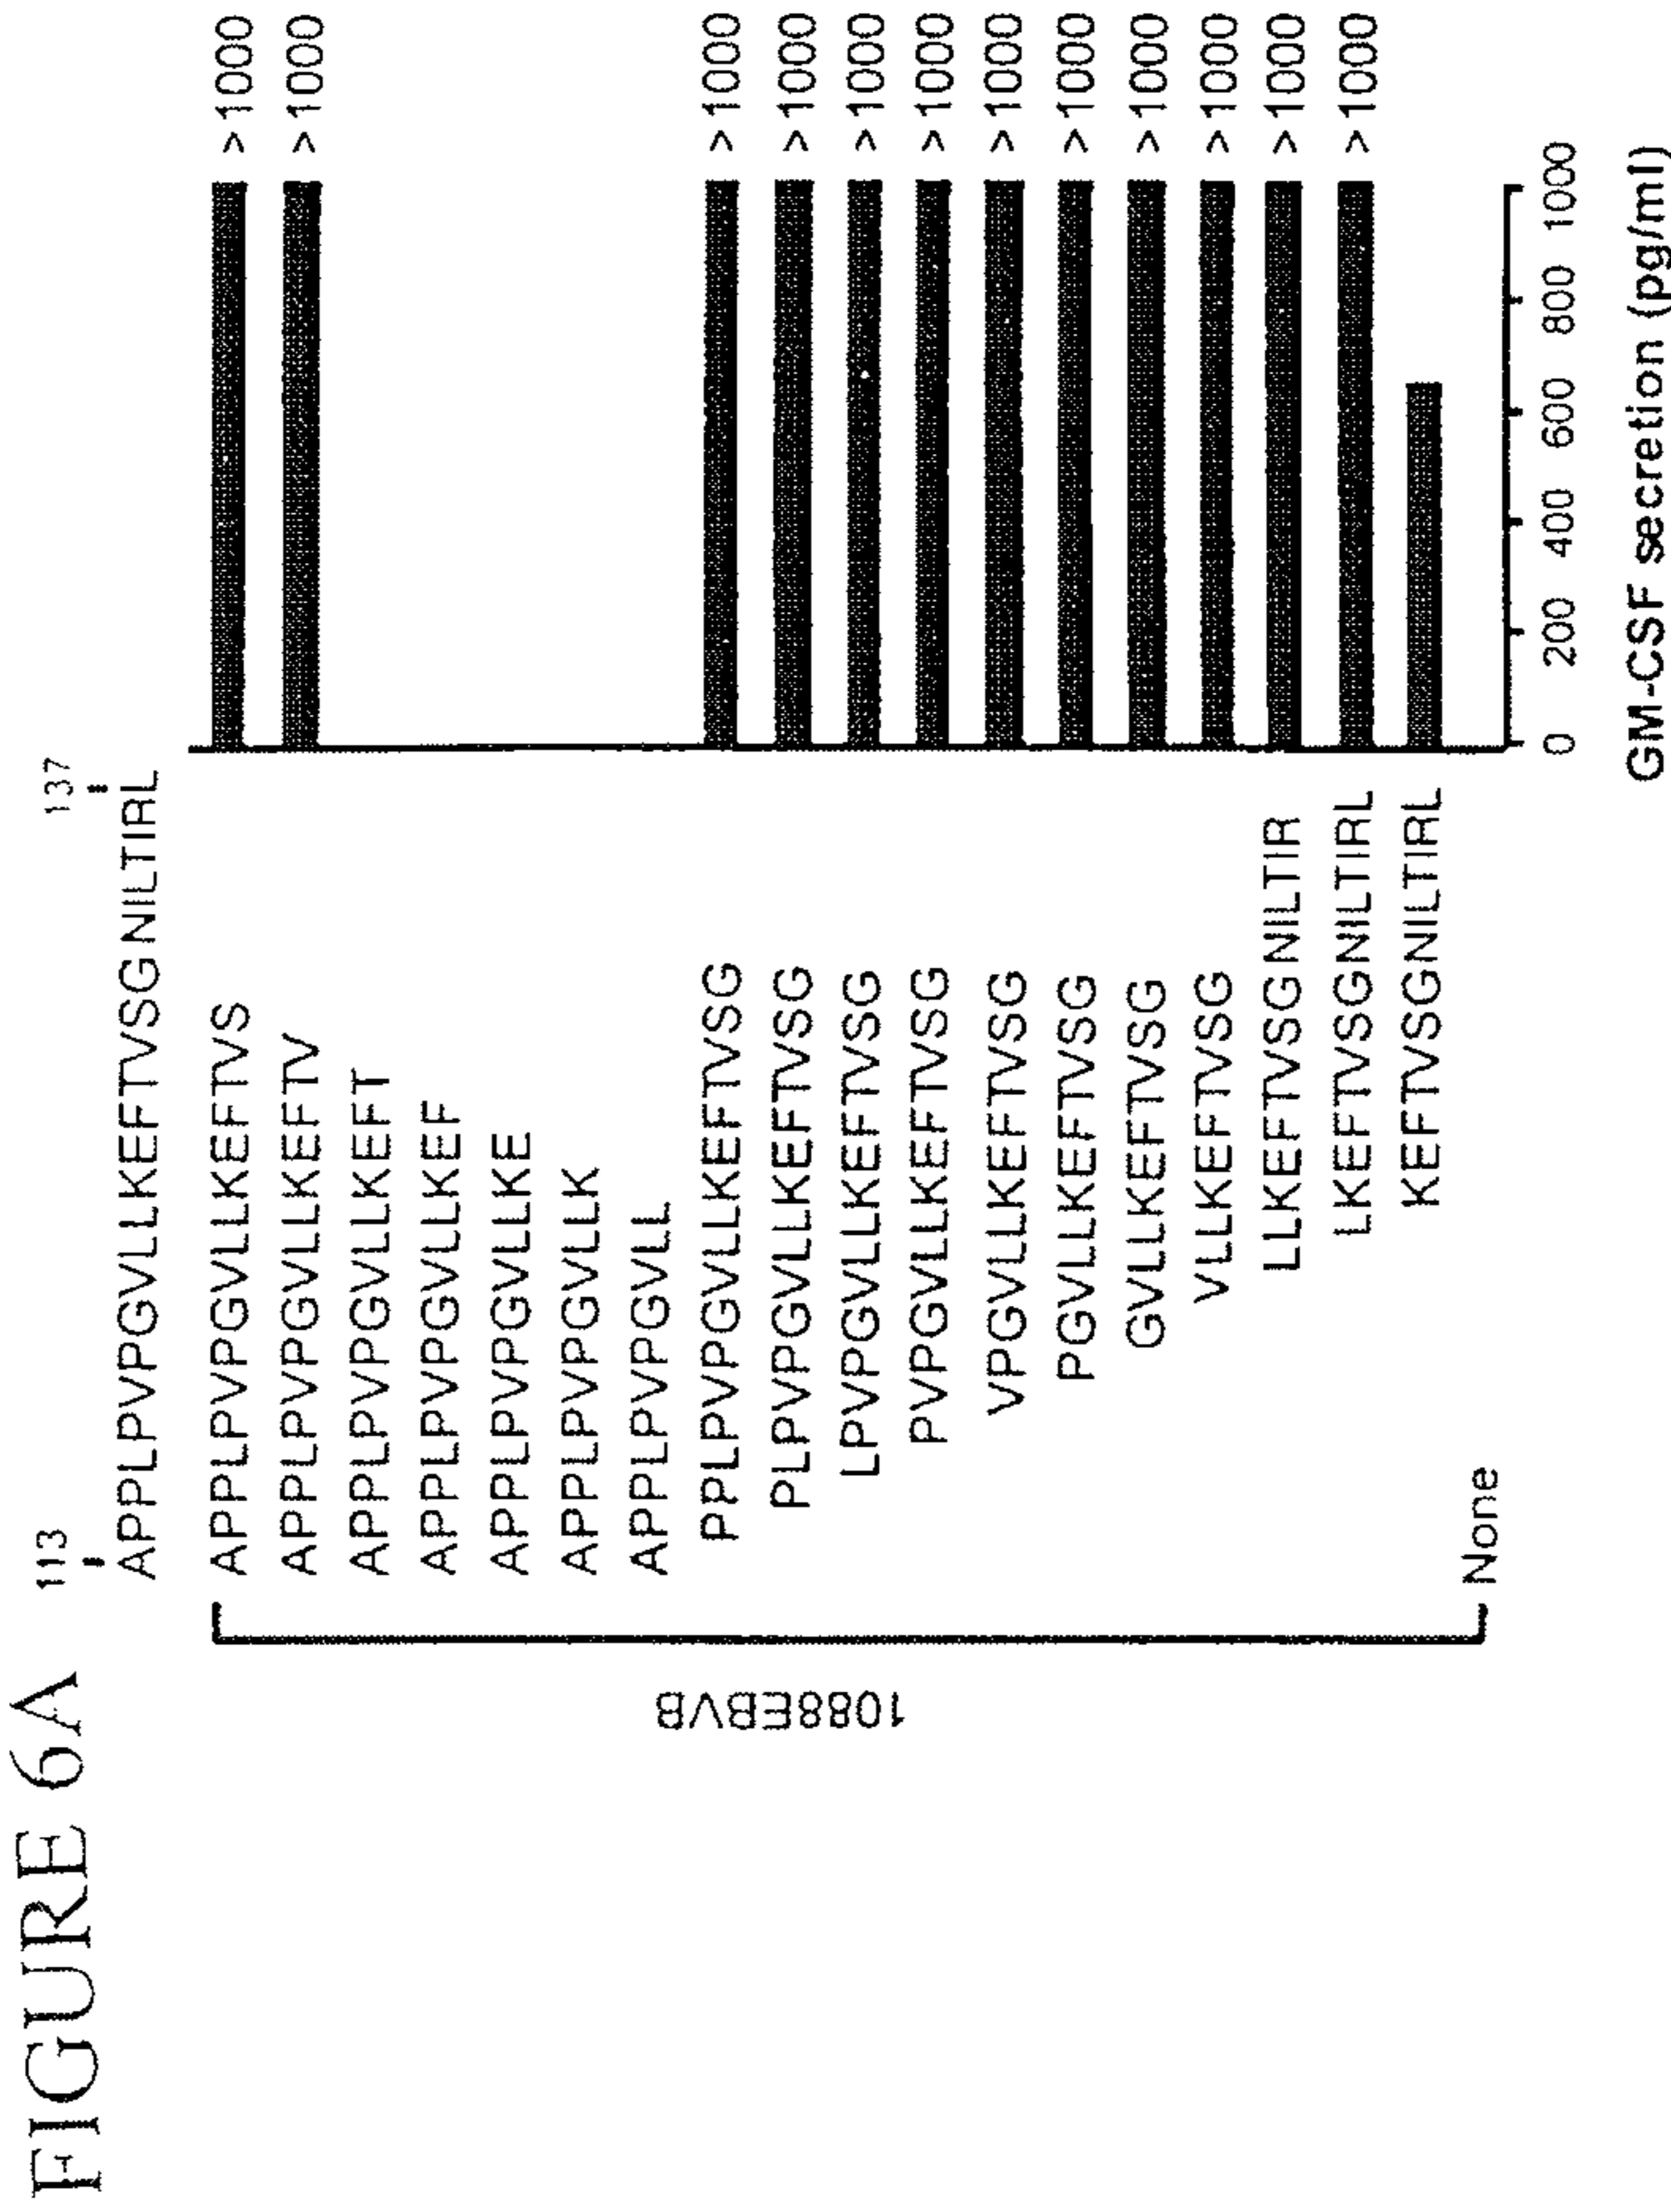 FIGURE 6A
113
137
APPLPVPGVLLKEFTVSGNILTIRL
APPLPVPGVLLKEFTVS >1000
APPLPVPGVLLKEFTV >1000
APPLPVPGVLLKEFT
APPLPVPGVLLKEF
APPLPVPGVLLKE
APPLPVPGVLLK
APPLPVPGVLL
PPLPVPGVLLKEFTVSG >1000
PLPVPGVLLKEFTVSG >1000
LPVPGVLLKEFTVSG >1000
PVPGVLLKEFTVSG >1000
VPGVLLKEFTVSG >1000
PGVLLKEFTVSG >1000
GVLLKEFTVSG >1000
VLLKEFTVSG >1000
LLKEFTVSGNILTIR >1000
LKEFTVSGNILTIRL >1000
KEFTVSGNILTIRL
None
1088EBVB
0 200 400 600 800 1000
GM-CSF secretion (pg/ml)